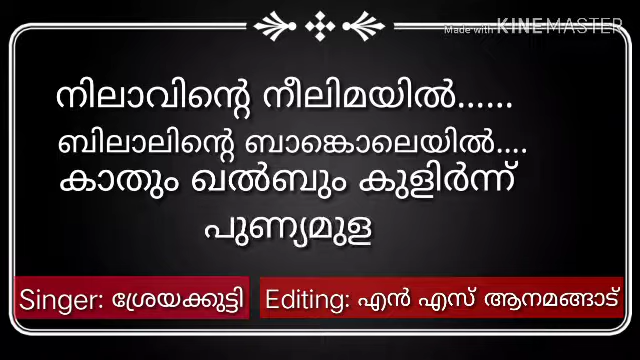 Made with KINEMASTER
നിലാവിന്റെ നീലിമയിൽ......
ബിലാലിന്റെ ബാങ്കൊലെയിൽ....
കാതും ഖൽബും കുളിർന്ന്
പുണ്യമുള
Singer: ശ്രേയക്കുട്ടി
Editing: എൻ എസ് ആനമങ്ങാട്